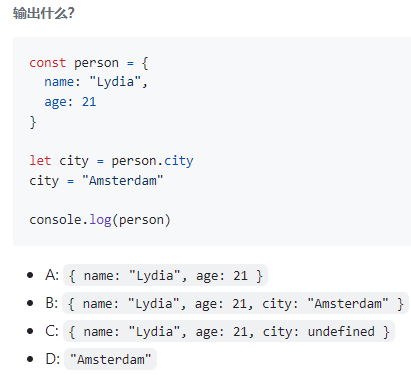 输出什么?
const person = {
  name: "Lydia",
  age: 21
}
let city = person.city
city = "Amsterdam"
console.log(person)
A: { name: "Lydia", age: 21 }
B: { name: "Lydia", age: 21, city: "Amsterdam" }
C: { name: "Lydia", age: 21, city: undefined }
D: "Amsterdam"